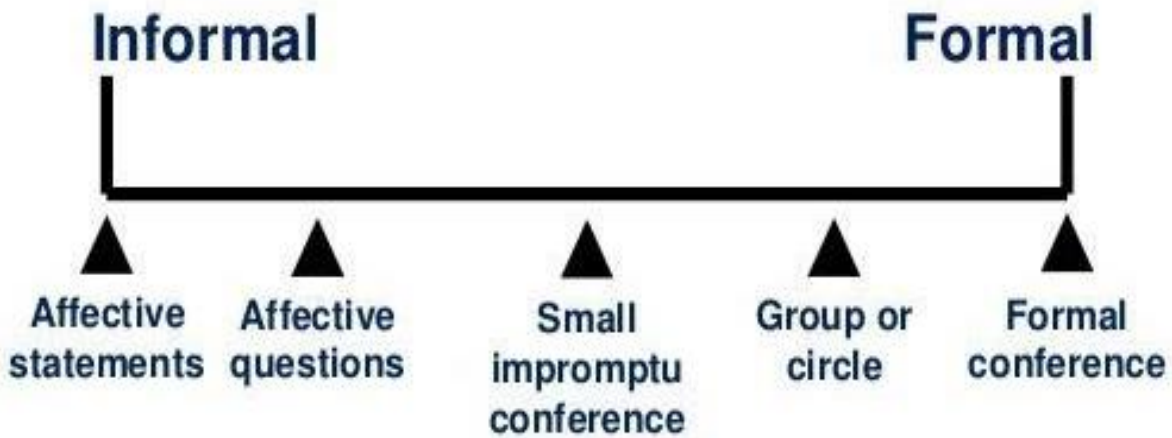 Informal
Formal
Affective
statements
Affective
questions
Small
impromptu
conference
Group or
circle
Formal
conference